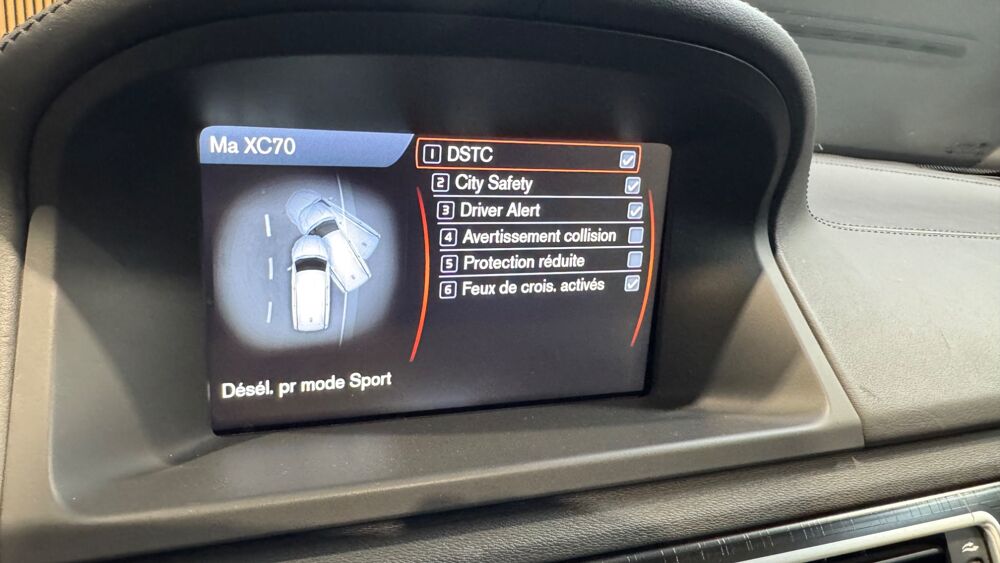 Ma XC70
1 DSTC
2 City Safety
3 Driver Alert
4 Avertissement collision
5 Protection réduite
6 Feux de crois. activés
Désél. pr mode Sport